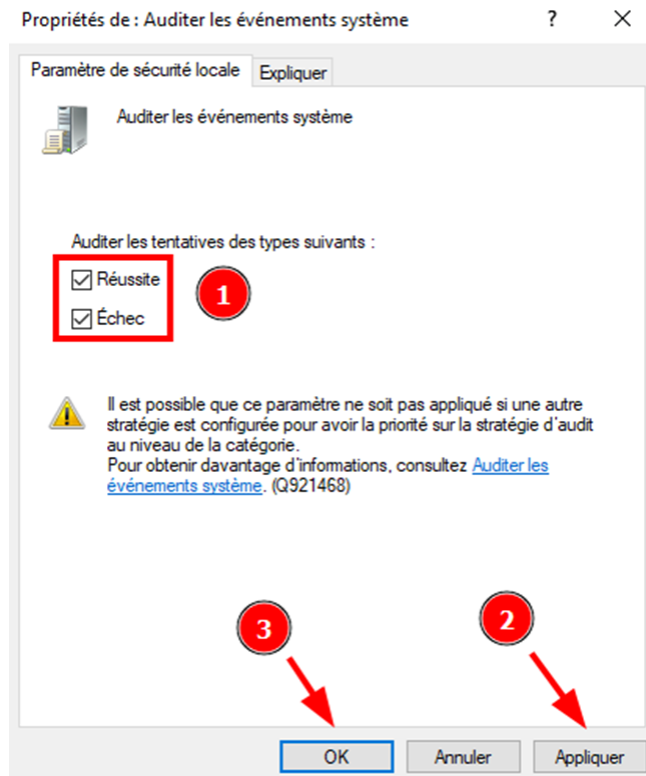 Propriétés de : Auditer les événements système ? ×
Paramètre de sécurité locale Expliquer
Auditer les événements système
Auditer les tentatives des types suivants :
Réussite
1
Échec
Il est possible que ce paramètre ne soit pas appliqué si une autre
stratégie est configurée pour avoir la priorité sur la stratégie d'audit
au niveau de la catégorie.
Pour obtenir davantage d'informations, consultez Auditer les
événements système. (Q921468)
3 2
OK Annuler Appliquer